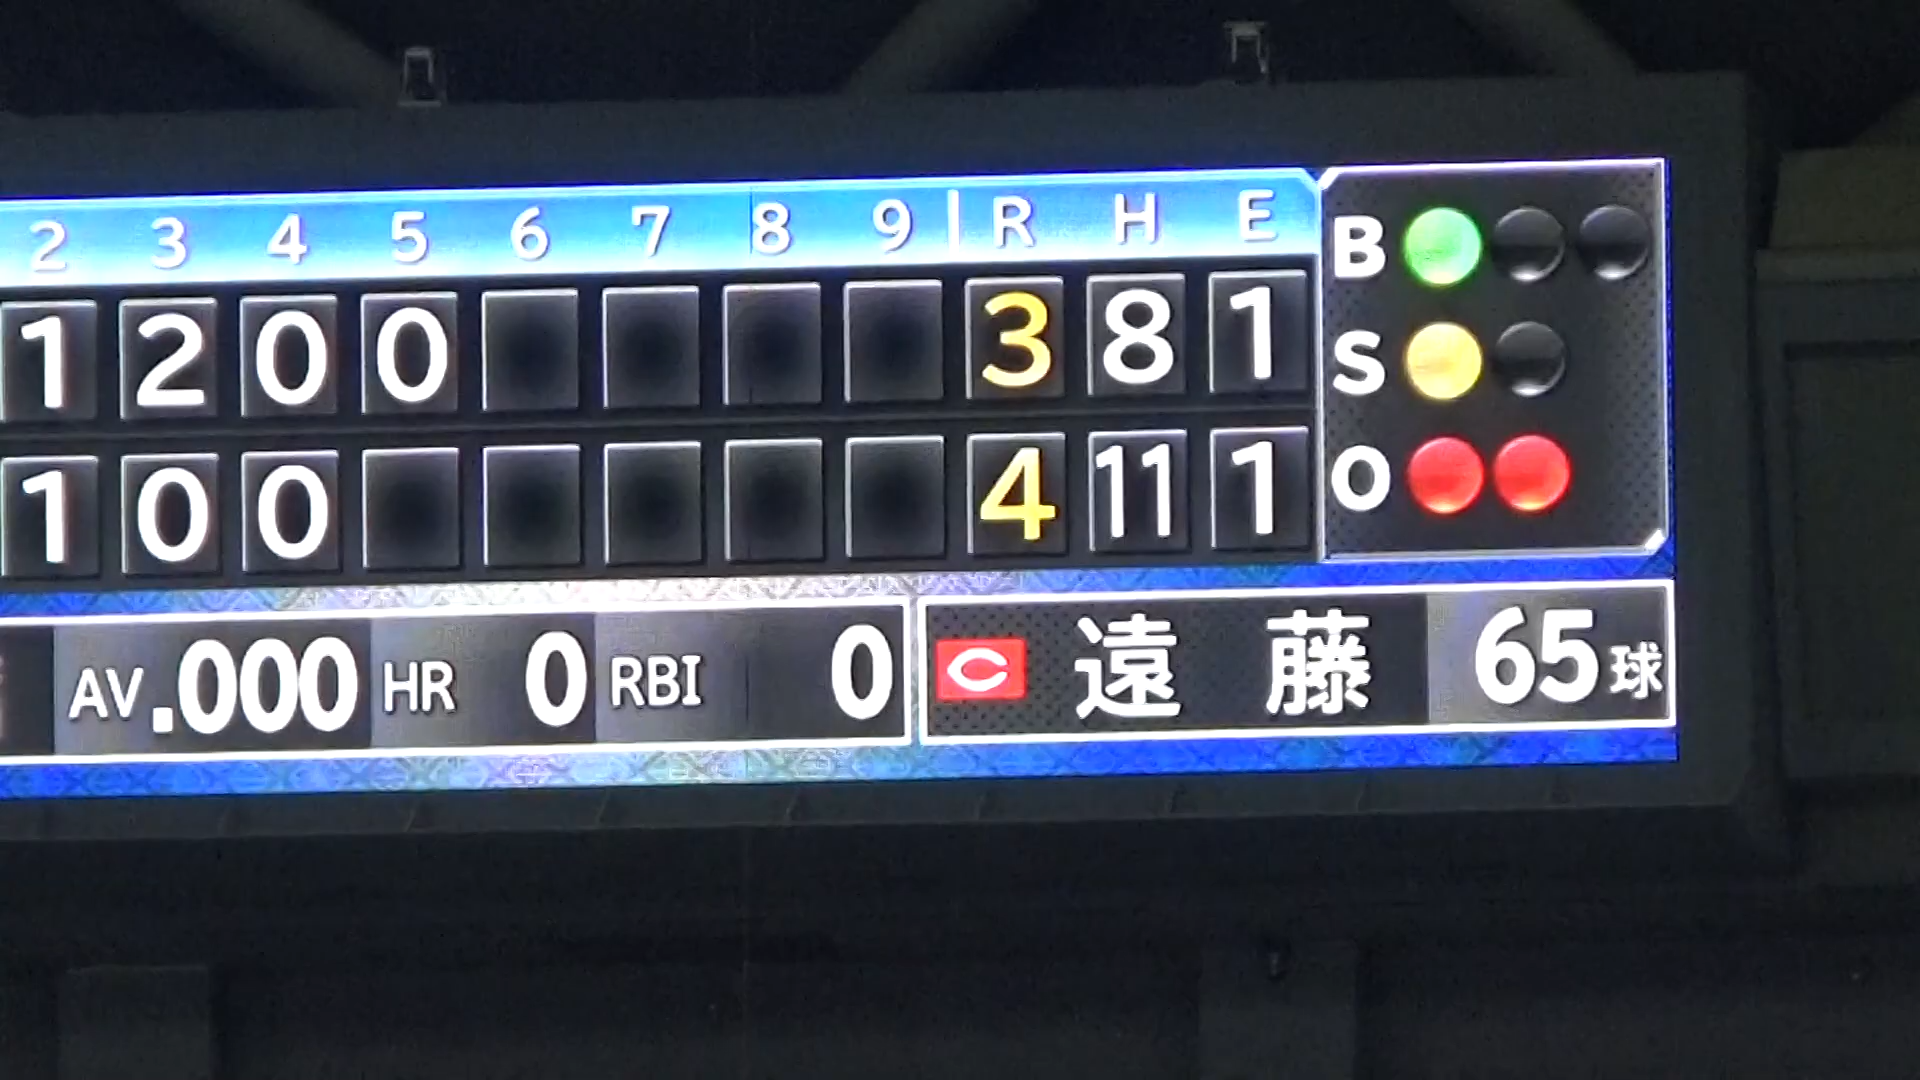 2 3 4 5 6 7 8 9 R H E
B
1 2 0 0 3 8 1
S
1 0 0 4 11 1
O
AV .000 HR 0 RBI 0 C 遠 藤 65球